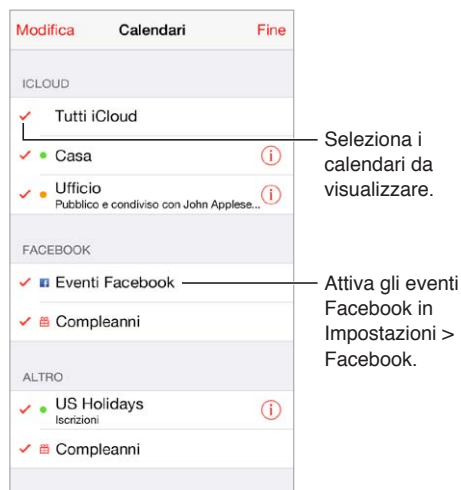 Modifica Calendari Fine
ICLOUD
Tutti iCloud
Casa
Ufficio
Pubblico e condiviso con John Applese...
FACEBOOK
Eventi Facebook
Compleanni
ALTRO
US Holidays
Iscrizioni
Compleanni
Seleziona i
calendari da
visualizzare.
Attiva gli eventi
Facebook in
Impostazioni >
Facebook.